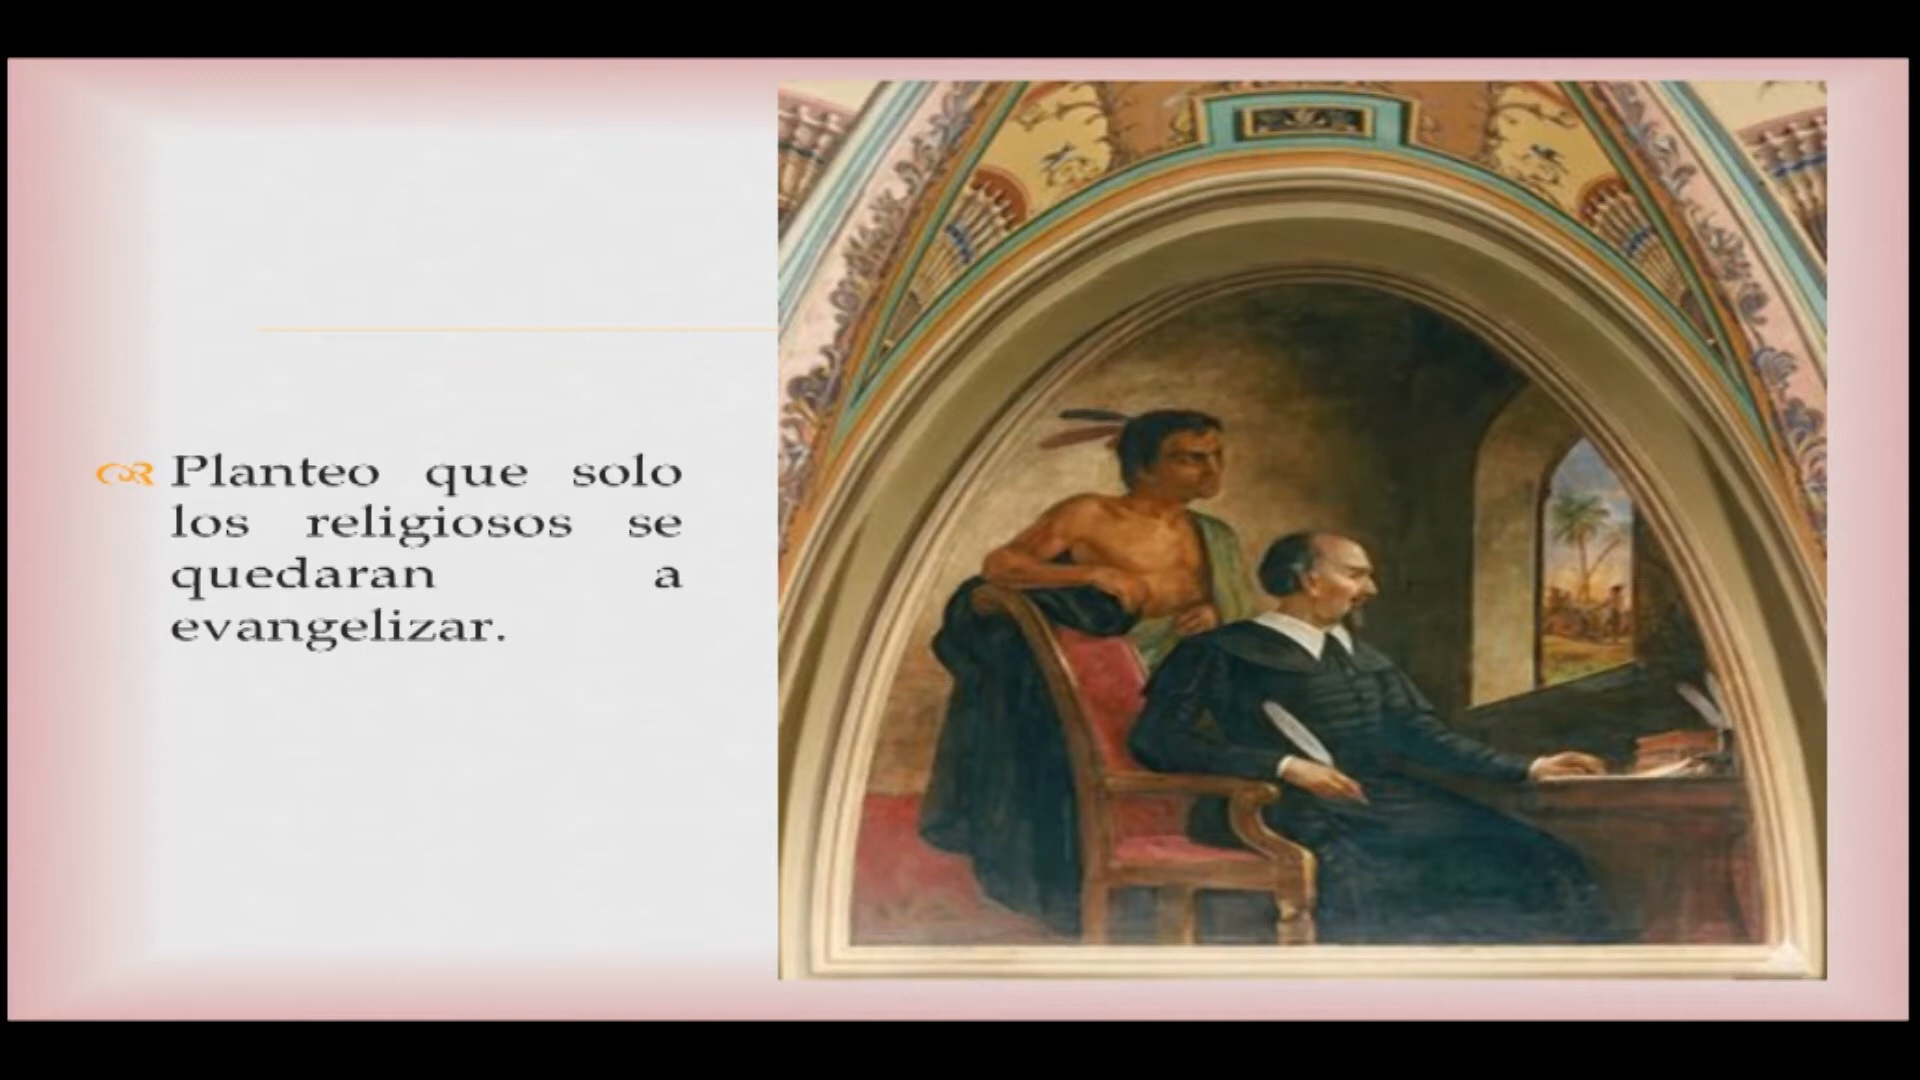 Planteo que solo
los religiosos se
quedaran a
evangelizar.